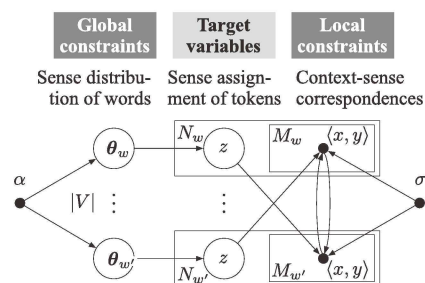 Global constraints
Target variables
Local constraints
Sense distribu-
tion of words
Sense assign-
ment of tokens
Context-sense
correspondences
θ_w
N_w
z
M_w
⟨x, y⟩
α
|V|
⋮
⋮
σ
θ_w'
N_w'
z
M_w'
⟨x, y⟩